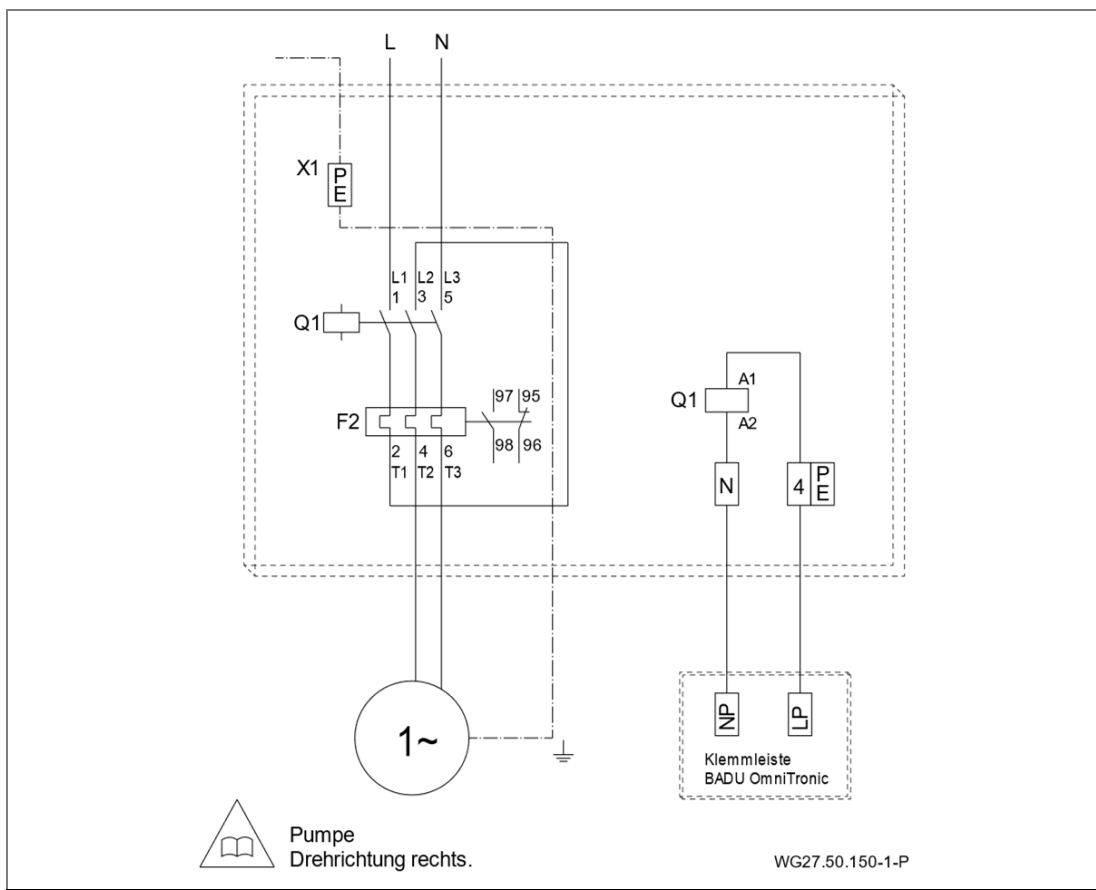 L N
X1
PE
L1 L2 L3
1 3 5
Q1
97 95
F2
98 96
2 4 6
T1 T2 T3
A1
Q1
A2
N 4 PE
NP LP
Klemmleiste
BADU OmniTronic
1~
Pumpe
Drehrichtung rechts.
WG27.50.150-1-P